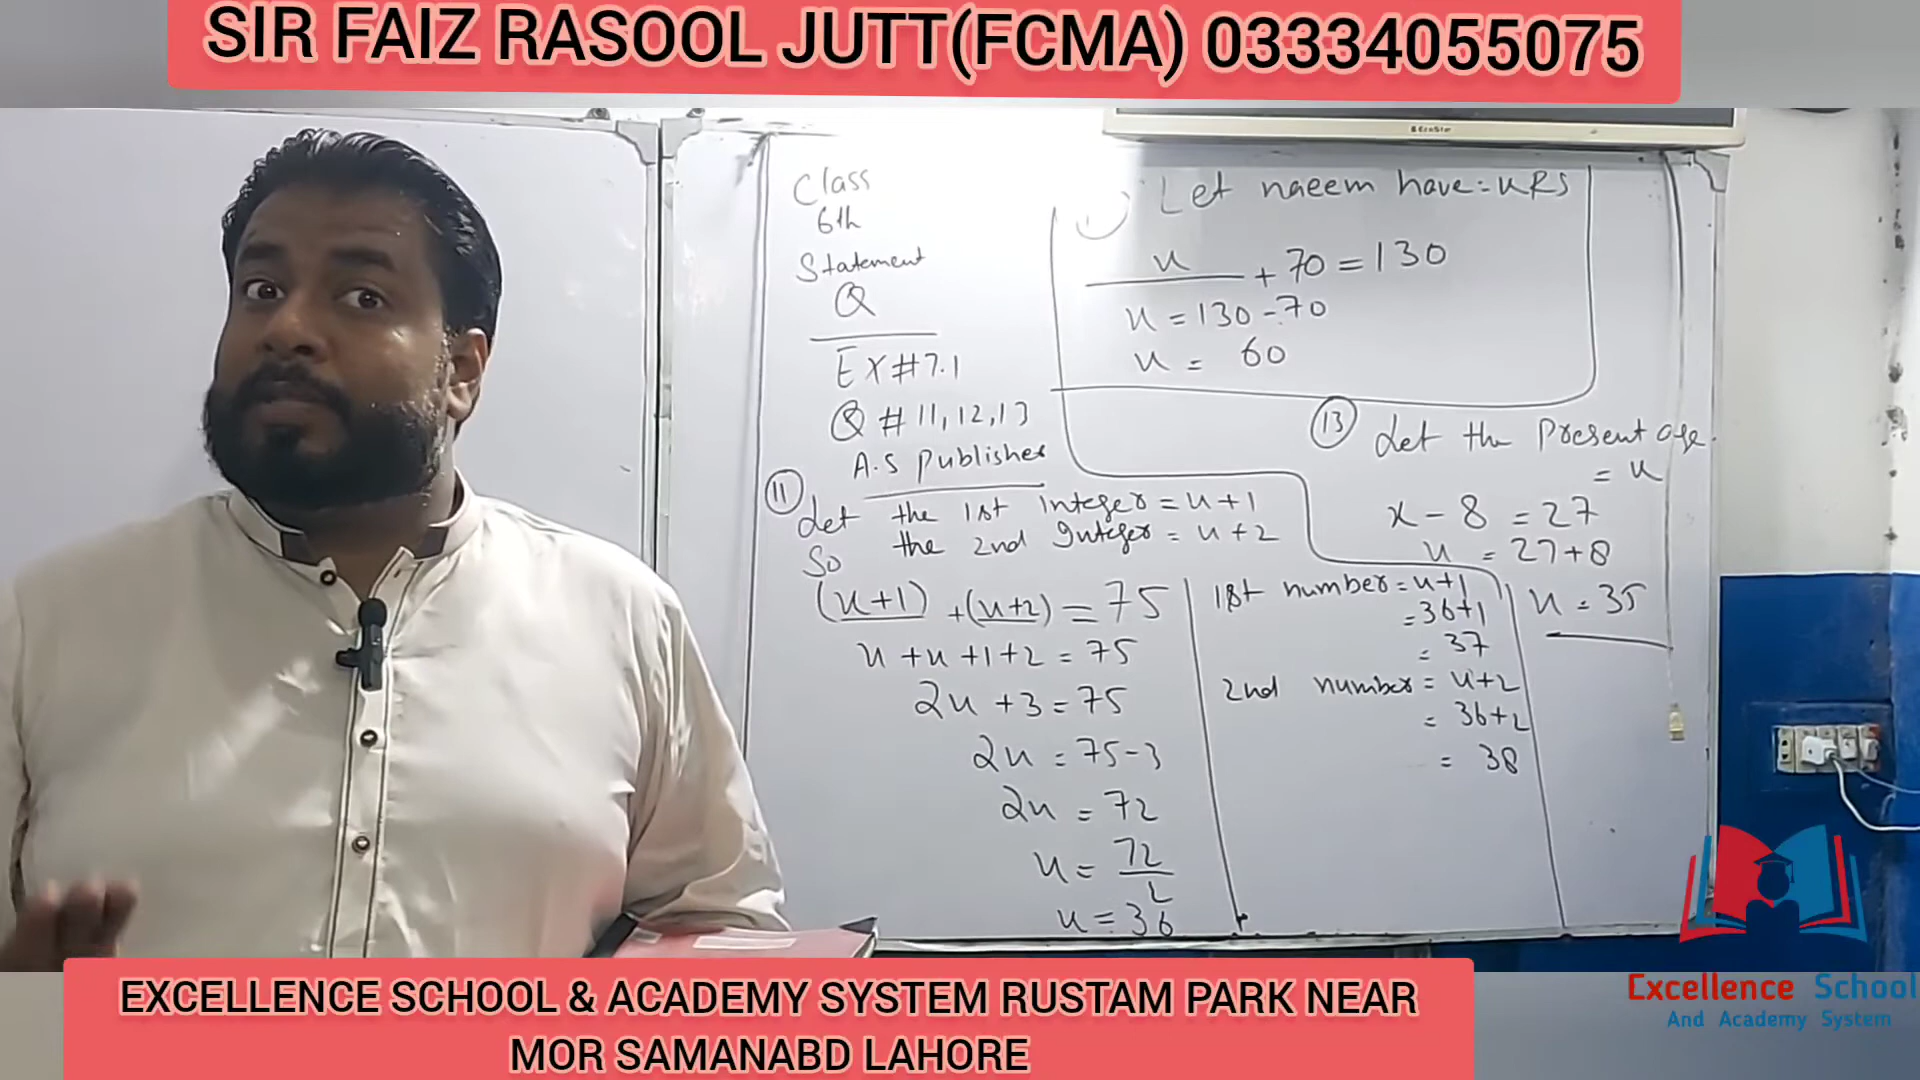 SIR FAIZ RASOOL JUTT(FCMA) 03334055075
EcoStar
Class
6th
Statement
Q
EX#7.1
Q # 11,12,13
A.S Publisher
Let naeem have = x RS
x + 70 = 130
x = 130 - 70
x = 60
11 Let the 1st Integer = x + 1
So the 2nd Integer = x + 2
(x+1) + (x+2) = 75
x + x + 1 + 2 = 75
2x + 3 = 75
2x = 75 - 3
2x = 72
x = 72
2
x = 36
1st number = x+1
= 36+1
= 37
2nd number = x+2
= 36+2
= 38
13 Let the Present age
= x
x - 8 = 27
x = 27 + 8
x = 35
Excellence School
And Academy System
EXCELLENCE SCHOOL & ACADEMY SYSTEM RUSTAM PARK NEAR
MOR SAMANABD LAHORE